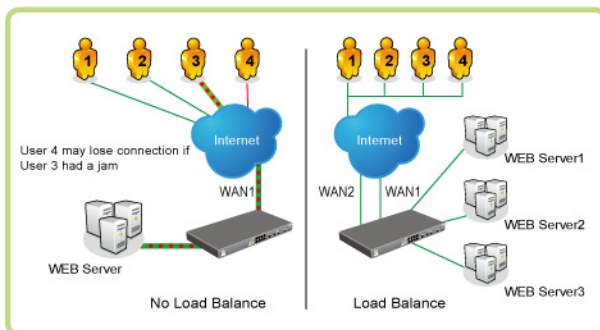 1
2
3
4
Internet
User 4 may lose connection if
User 3 had a jam
WAN1
WEB Server
No Load Balance
1
2
3
4
Internet
WAN2
WAN1
WEB Server1
WEB Server2
WEB Server3
Load Balance